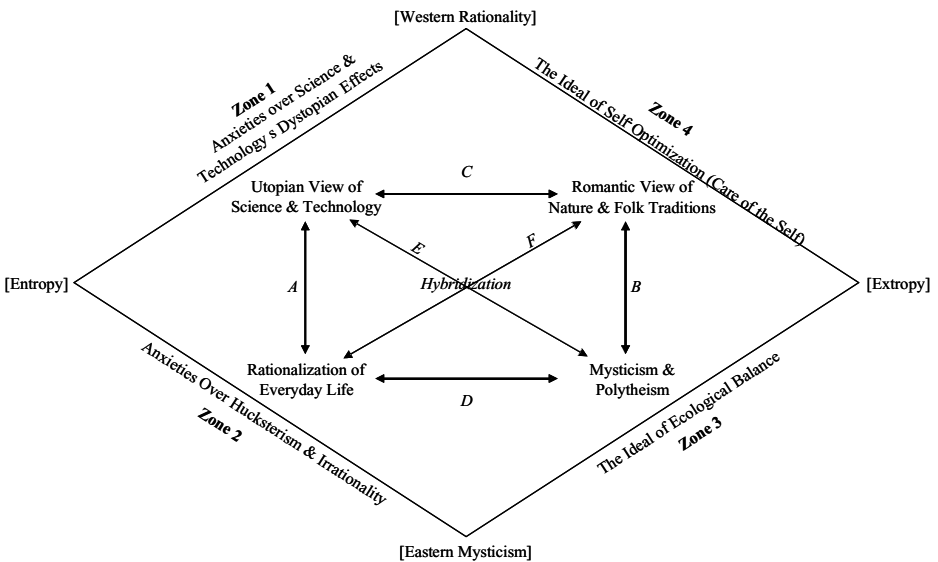 [Western Rationality]
Zone 1
Anxieties over Science &
Technology s Dystopian Effects
Zone 4
The Ideal of Self-Optimization (Care of the Self)
Utopian View of
Science & Technology
C
Romantic View of
Nature & Folk Traditions
E
F
[Entropy]
A
Hybridization
B
[Extropy]
Rationalization of
Everyday Life
D
Mysticism &
Polytheism
Anxieties Over Hucksterism & Irrationality
Zone 2
The Ideal of Ecological Balance
Zone 3
[Eastern Mysticism]